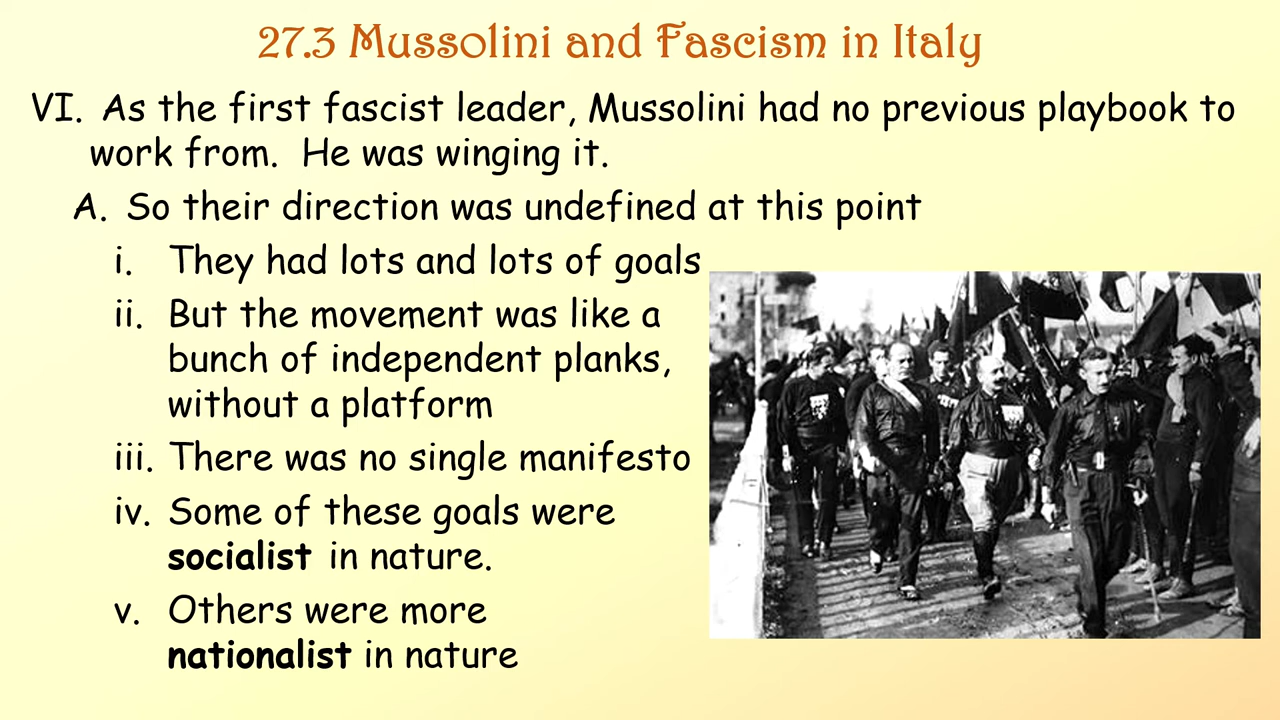 27.3 Mussolini and Fascism in Italy
VI. As the first fascist leader, Mussolini had no previous playbook to
work from. He was winging it.
A. So their direction was undefined at this point
i. They had lots and lots of goals
ii. But the movement was like a
bunch of independent planks,
without a platform
iii. There was no single manifesto
iv. Some of these goals were
socialist in nature.
v. Others were more
nationalist in nature